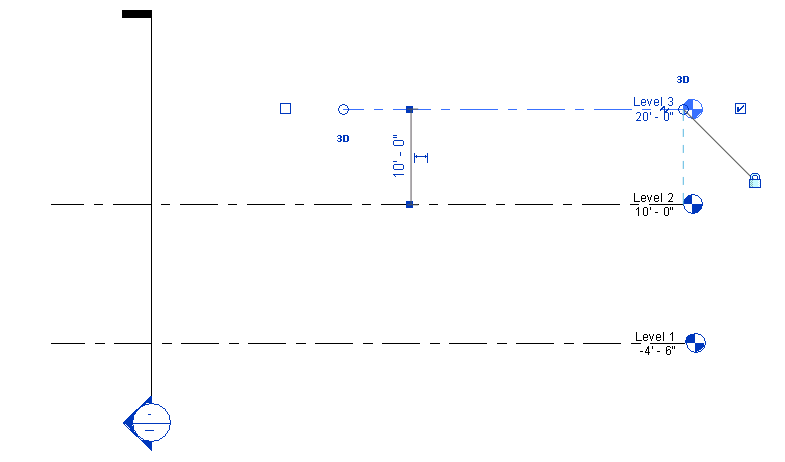 3D
Level 3
20' - 0"
3D
10' - 0"
Level 2
10' - 0"
Level 1
-4' - 6"
-
--